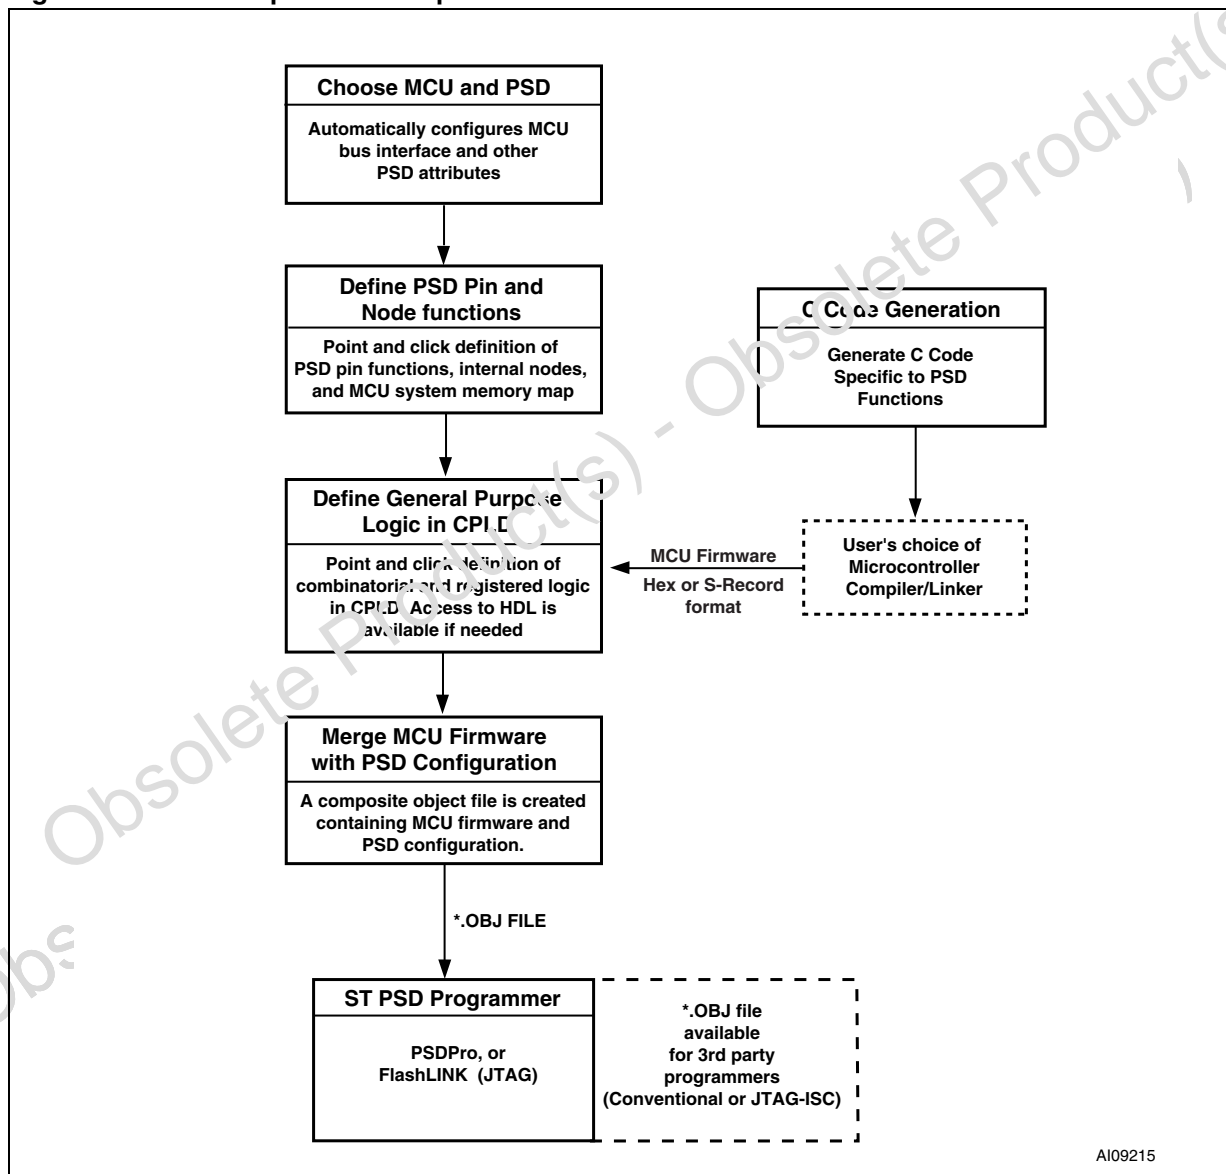 Choose MCU and PSD
Automatically configures MCU
bus interface and other
PSD attributes
Define PSD Pin and
Node functions
Point and click definition of
PSD pin functions, internal nodes,
and MCU system memory map
C Code Generation
Generate C Code
Specific to PSD
Functions
Define General Purpose
Logic in CPLD
Point and click definition of
combinatorial and registered logic
in CPLD. Access to HDL is
available if needed
MCU Firmware
Hex or S-Record
format
User's choice of
Microcontroller
Compiler/Linker
Merge MCU Firmware
with PSD Configuration
A composite object file is created
containing MCU firmware and
PSD configuration.
*.OBJ FILE
ST PSD Programmer
PSDPro, or
FlashLINK (JTAG)
*.OBJ file
available
for 3rd party
programmers
(Conventional or JTAG-ISC)
AI09215
Obsolete Product(s) - Obsolete Product(s)